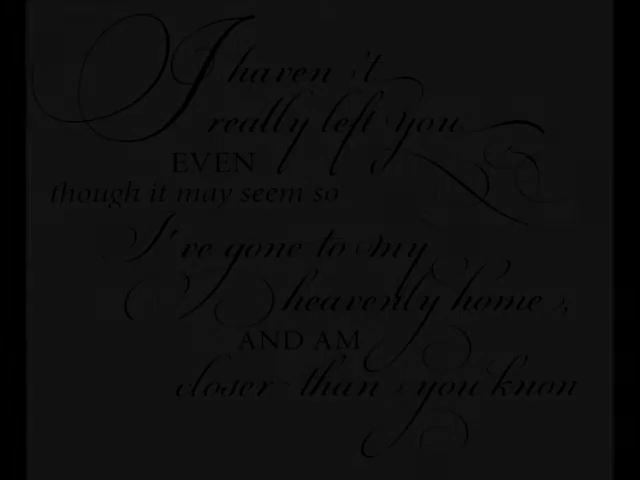 I haven't
really left you
EVEN
though it may seem so
I've gone to my
heavenly home,
AND AM
closer than you know